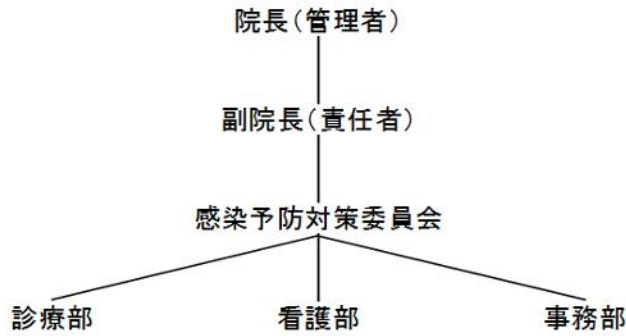 院長(管理者)
副院長(責任者)
感染予防対策委員会
診療部 看護部 事務部